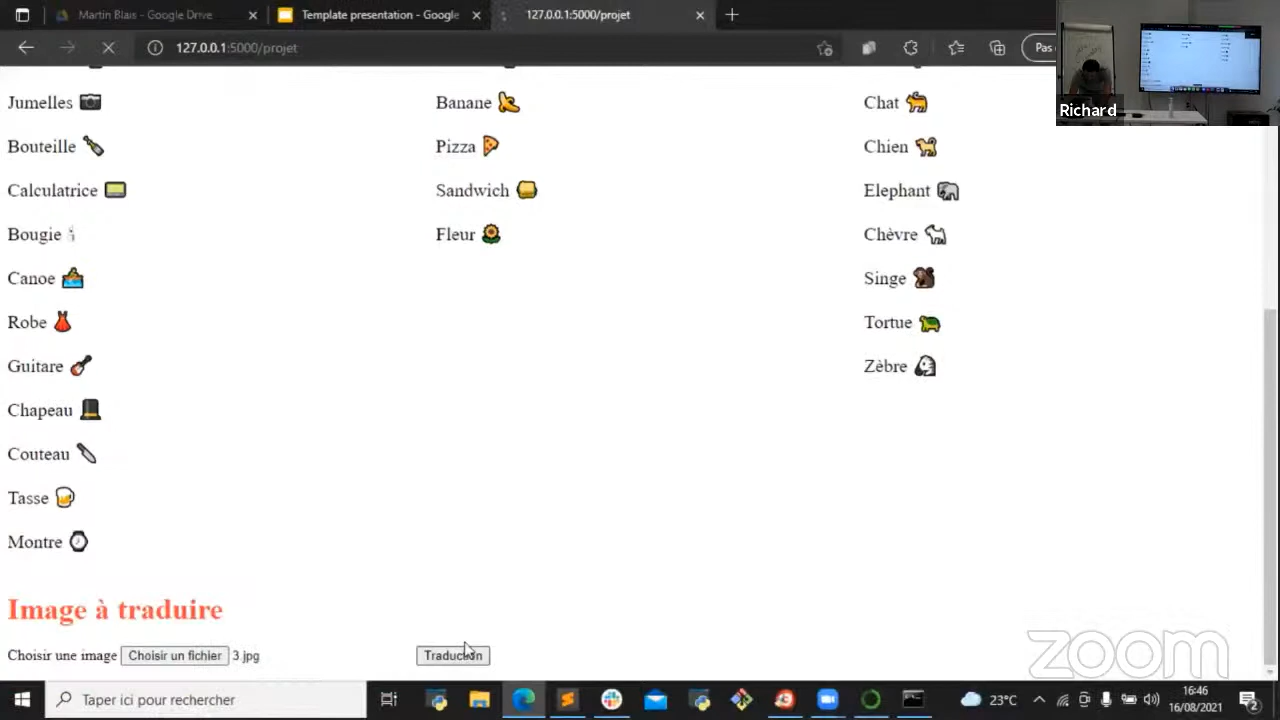 Martin Blais – Google Drive
Template presentation - Google
127.0.0.1:5000/projet
127.0.0.1:5000/projet
Pas
Richard
Jumelles
Banane
Chat
Bouteille
Pizza
Chien
Calculatrice
Sandwich
Elephant
Bougie
Fleur
Chèvre
Canoe
Singe
Robe
Tortue
Guitare
Zèbre
Chapeau
Couteau
Tasse
Montre
Image à traduire
Choisir une image Choisir un fichier 3 jpg Traduction
zoom
Taper ici pour rechercher
23°C
16:46
16/08/2021
2